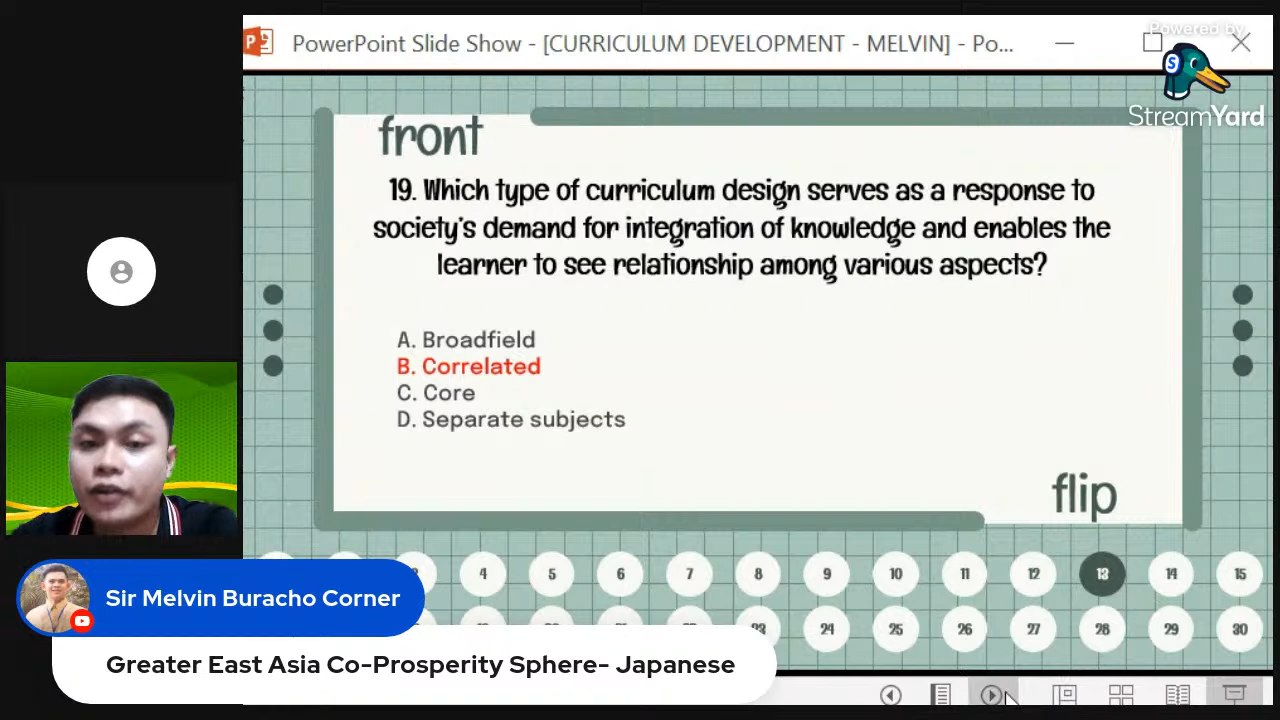 PowerPoint Slide Show - [CURRICULUM DEVELOPMENT - MELVIN] - Po...
Powered by
StreamYard
front
19. Which type of curriculum design serves as a response to
society's demand for integration of knowledge and enables the
learner to see relationship among various aspects?
A. Broadfield
B. Correlated
C. Core
D. Separate subjects
flip
4 5 6 7 8 9 10 11 12 13 14 15
24 25 26 27 28 29 30
Sir Melvin Buracho Corner
Greater East Asia Co-Prosperity Sphere- Japanese